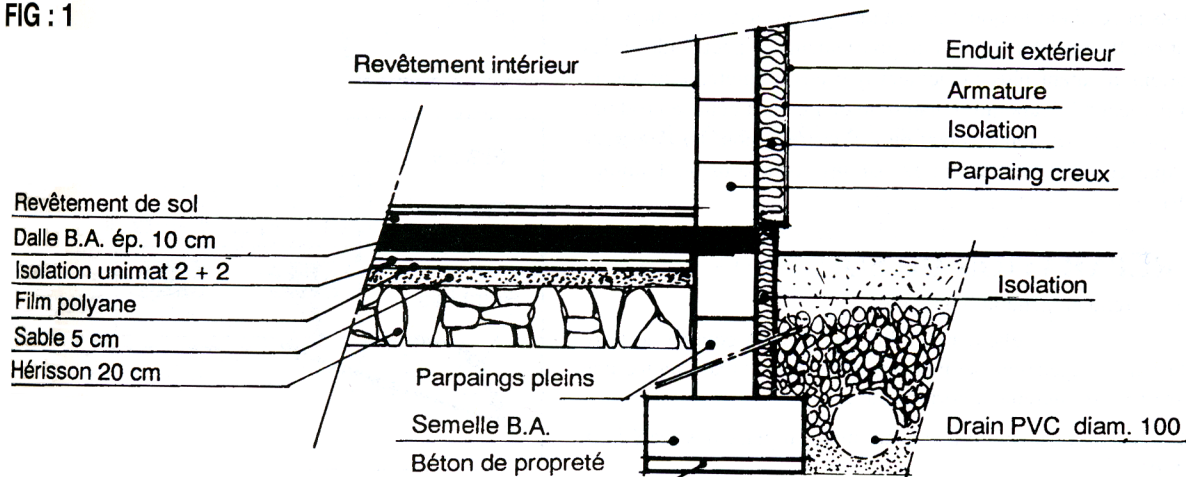 FIG : 1
Revêtement intérieur
Enduit extérieur
Armature
Isolation
Parpaing creux
Revêtement de sol
Dalle B.A. ép. 10 cm
Isolation unimat 2 + 2
Film polyane
Sable 5 cm
Hérisson 20 cm
Isolation
Parpaings pleins
Semelle B.A.
Béton de propreté
Drain PVC diam. 100